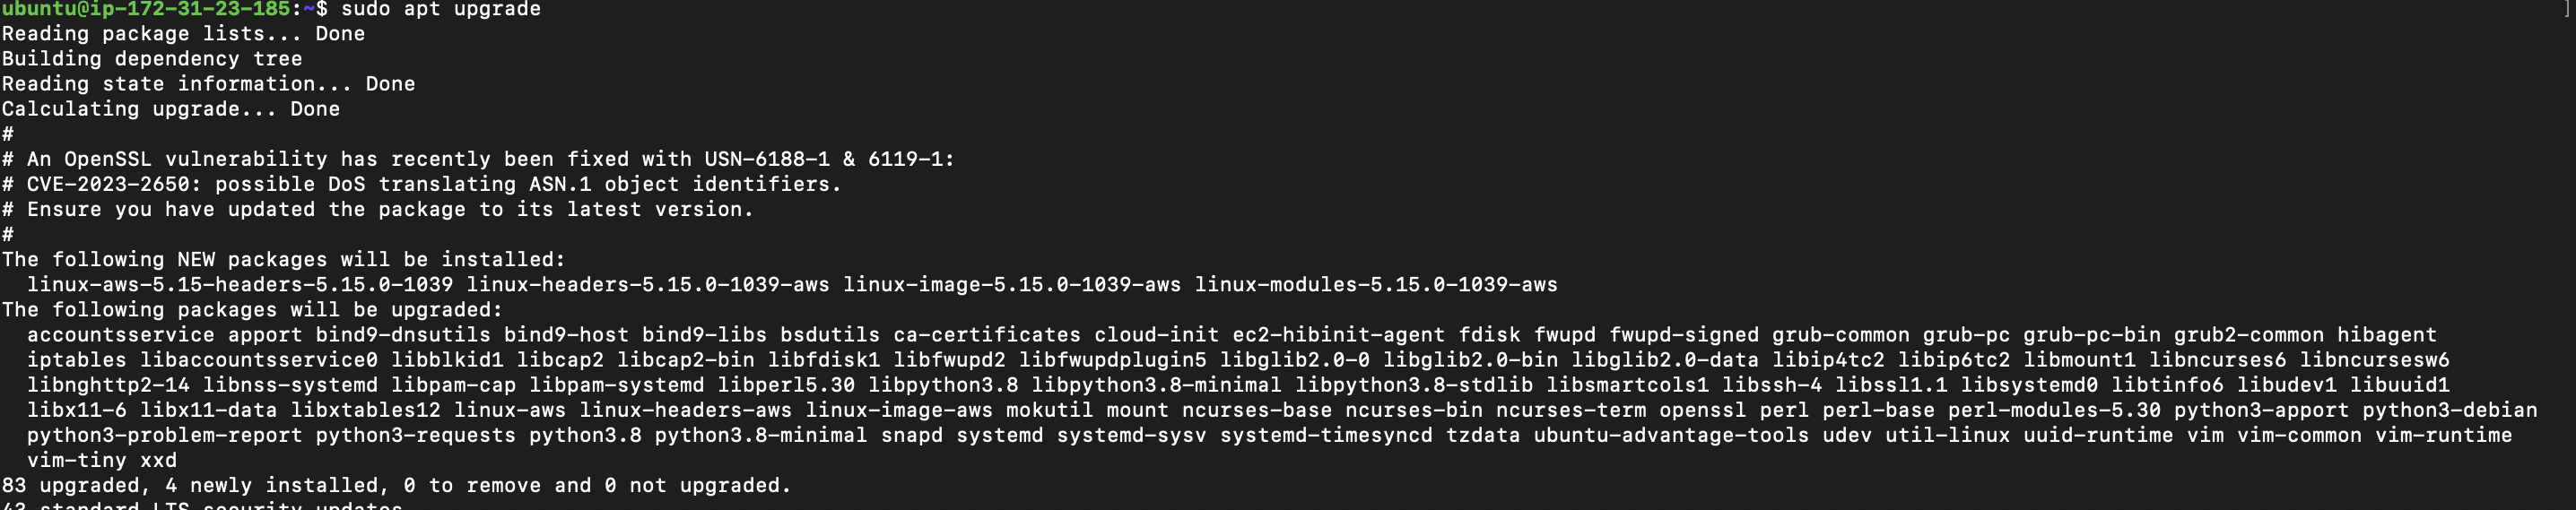 ubuntu@ip-172-31-23-185:~$ sudo apt upgrade
Reading package lists... Done
Building dependency tree
Reading state information... Done
Calculating upgrade... Done
#
# An OpenSSL vulnerability has recently been fixed with USN-6188-1 & 6119-1:
# CVE-2023-2650: possible DoS translating ASN.1 object identifiers.
# Ensure you have updated the package to its latest version.
#
The following NEW packages will be installed:
  linux-aws-5.15-headers-5.15.0-1039 linux-headers-5.15.0-1039-aws linux-image-5.15.0-1039-aws linux-modules-5.15.0-1039-aws
The following packages will be upgraded:
  accountsservice apport bind9-dnsutils bind9-host bind9-libs bsdutils ca-certificates cloud-init ec2-hibinit-agent fdisk fwupd fwupd-signed grub-common grub-pc grub-pc-bin grub2-common hibagent
  iptables libaccountsservice0 libblkid1 libcap2 libcap2-bin libfdisk1 libfwupd2 libfwupdplugin5 libglib2.0-0 libglib2.0-bin libglib2.0-data libip4tc2 libip6tc2 libmount1 libncurses6 libncursesw6
  libnghttp2-14 libnss-systemd libpam-cap libpam-systemd libperl5.30 libpython3.8 libpython3.8-minimal libpython3.8-stdlib libsmartcols1 libssh-4 libssl1.1 libsystemd0 libtinfo6 libudev1 libuuid1
  libx11-6 libx11-data libxtables12 linux-aws linux-headers-aws linux-image-aws mokutil mount ncurses-base ncurses-bin ncurses-term openssl perl perl-base perl-modules-5.30 python3-apport python3-debian
  python3-problem-report python3-requests python3.8 python3.8-minimal snapd systemd systemd-sysv systemd-timesyncd tzdata ubuntu-advantage-tools udev util-linux uuid-runtime vim vim-common vim-runtime
  vim-tiny xxd
83 upgraded, 4 newly installed, 0 to remove and 0 not upgraded.
43 standard LTS security updates